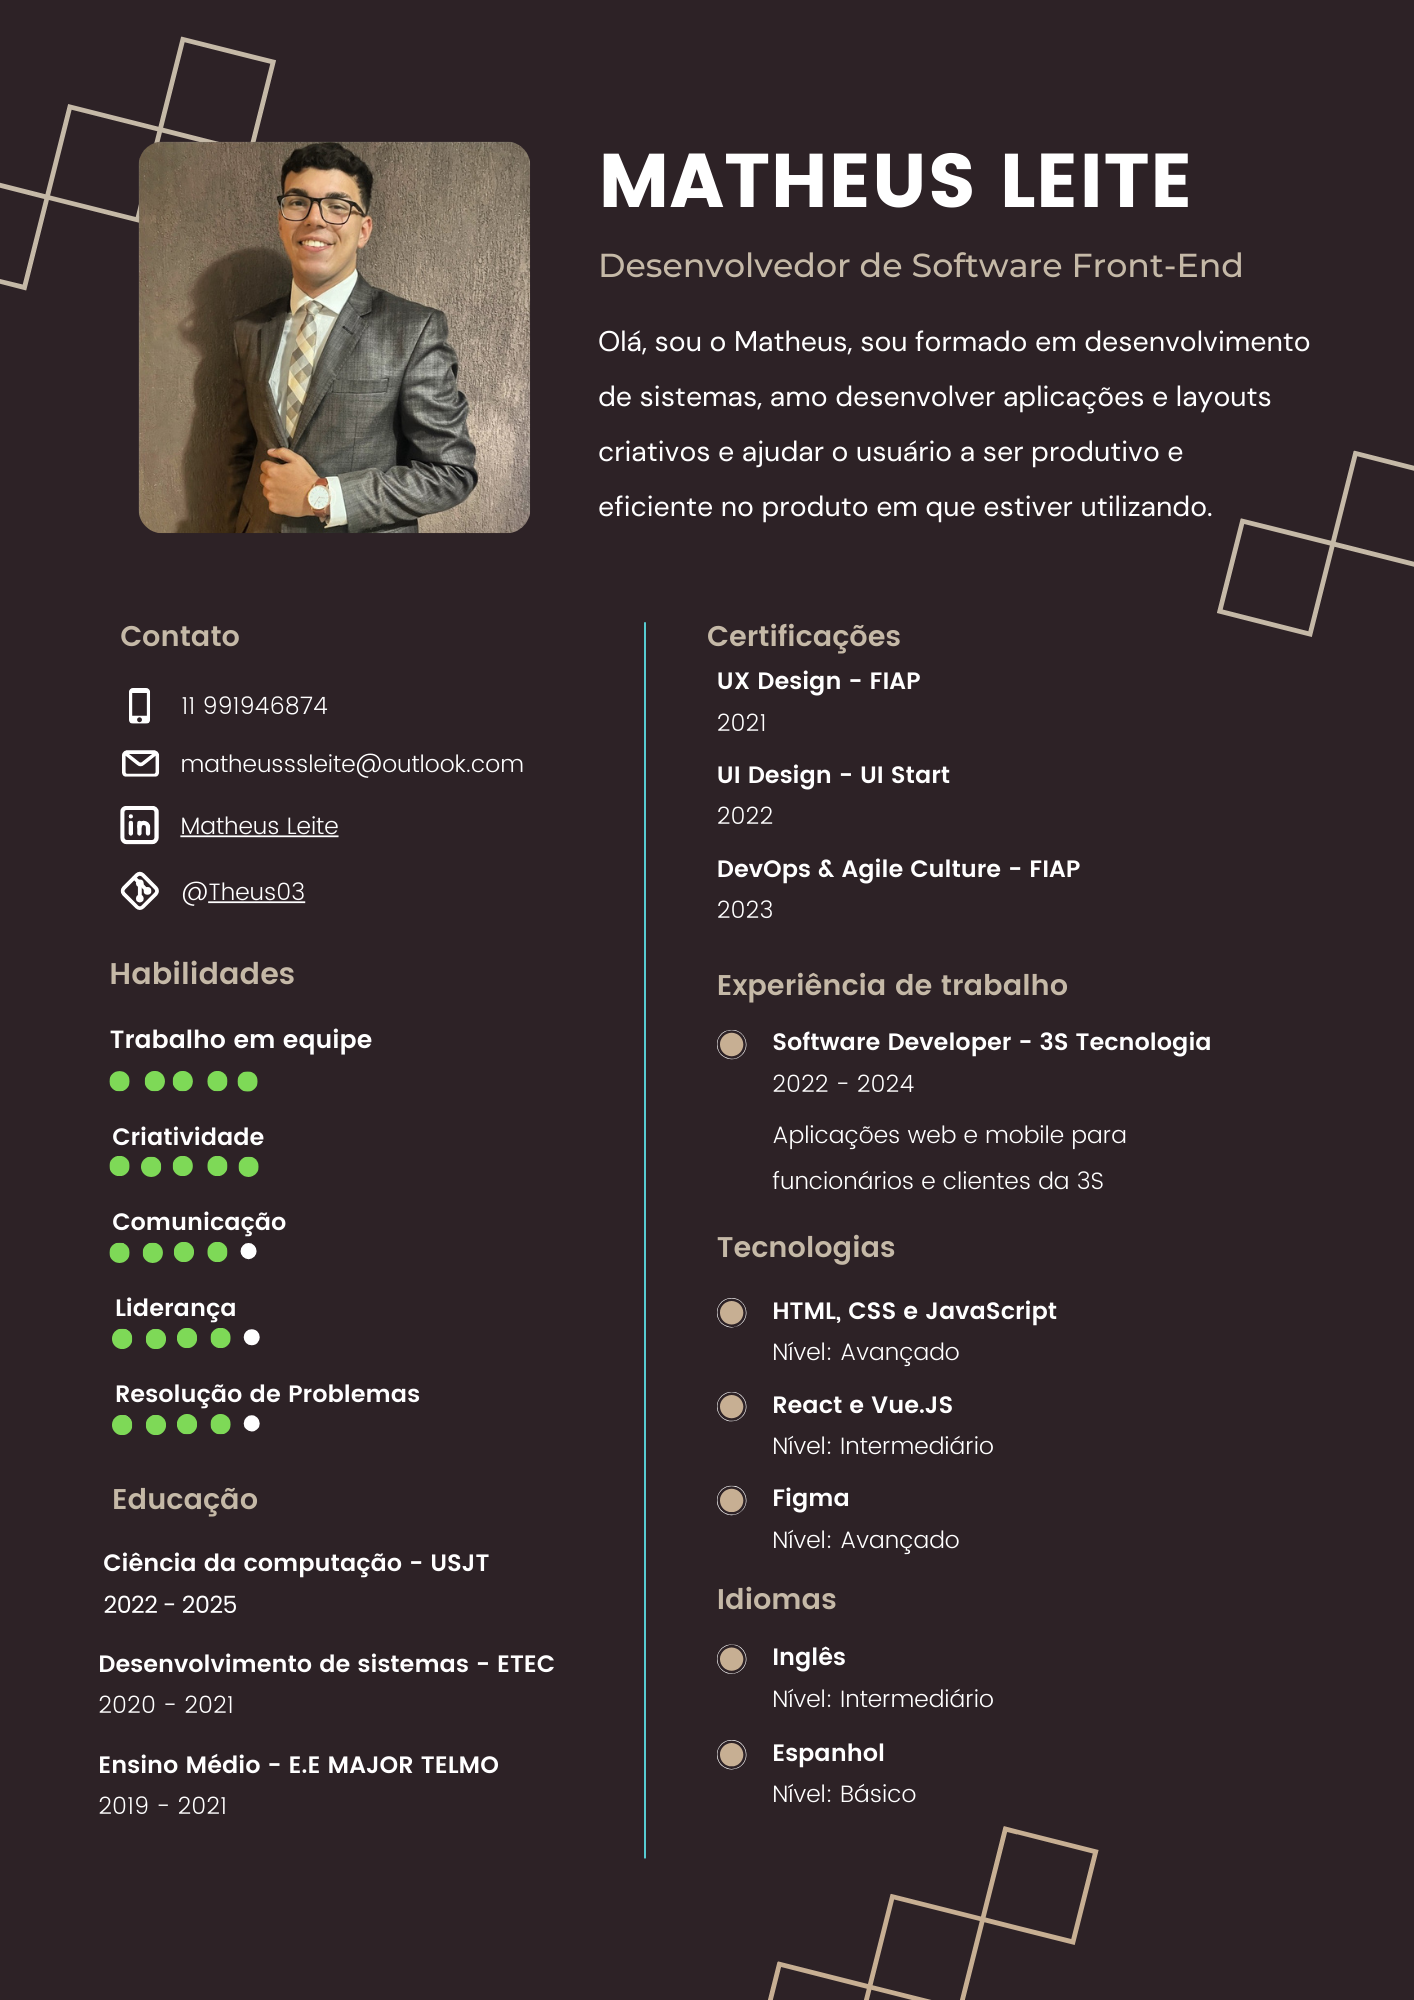 MATHEUS LEITE
Desenvolvedor de Software Front-End
Olá, sou o Matheus, sou formado em desenvolvimento
de sistemas, amo desenvolver aplicações e layouts
criativos e ajudar o usuário a ser produtivo e
eficiente no produto em que estiver utilizando.
Contato
11 991946874
matheusssleite@outlook.com
in
Matheus Leite
@Theus03
Habilidades
Trabalho em equipe
Criatividade
Comunicação
Liderança
Resolução de Problemas
Educação
Ciência da computação - USJT
2022 - 2025
Desenvolvimento de sistemas - ETEC
2020 - 2021
Ensino Médio - E.E MAJOR TELMO
2019 - 2021
Certificações
UX Design - FIAP
2021
UI Design - UI Start
2022
DevOps & Agile Culture - FIAP
2023
Experiência de trabalho
Software Developer - 3S Tecnologia
2022 - 2024
Aplicações web e mobile para
funcionários e clientes da 3S
Tecnologias
HTML, CSS e JavaScript
Nível: Avançado
React e Vue.JS
Nível: Intermediário
Figma
Nível: Avançado
Idiomas
Inglês
Nível: Intermediário
Espanhol
Nível: Básico